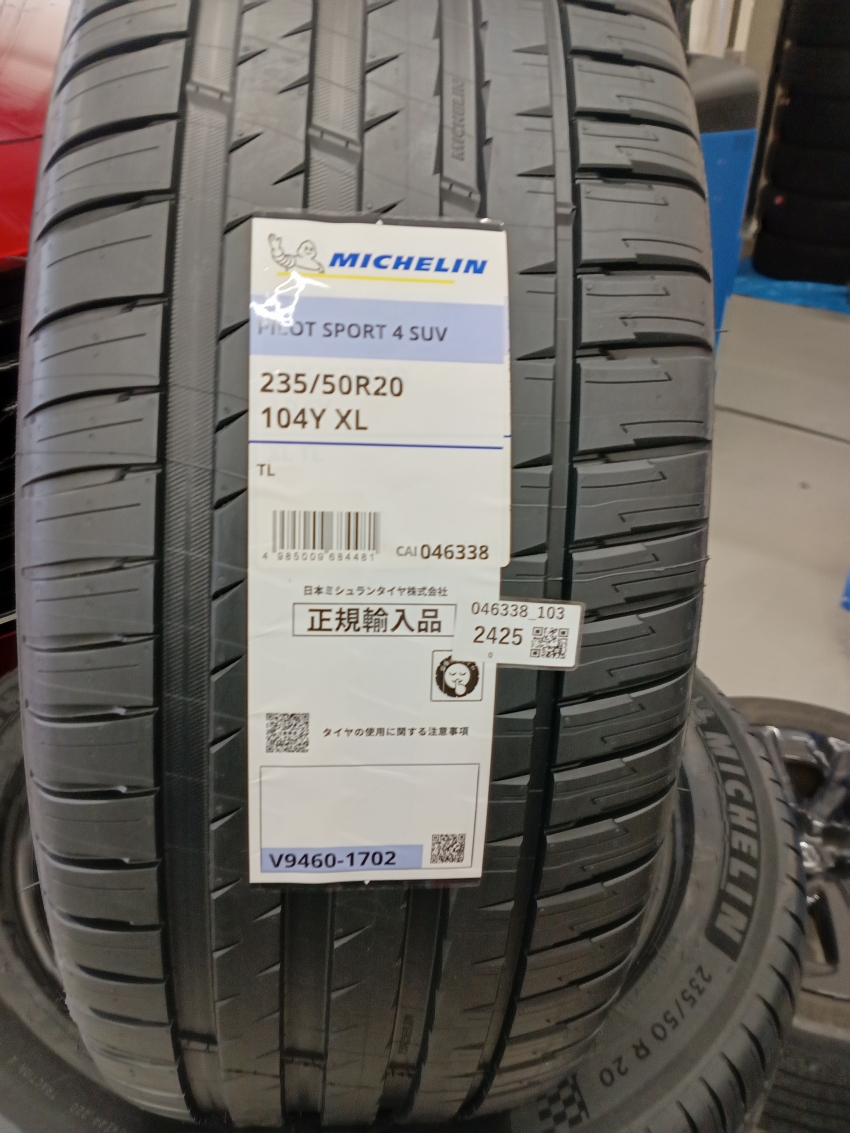 MICHELIN
MICHELIN
PILOT SPORT 4 SUV
235/50R20
104Y XL
TL
4 985009 684481
CAI 046338
日本ミシュランタイヤ株式会社
正規輸入品
046338_103
2425
0
タイヤの使用に関する注意事項
V9460-1702
MICHELIN
235/50 R 20